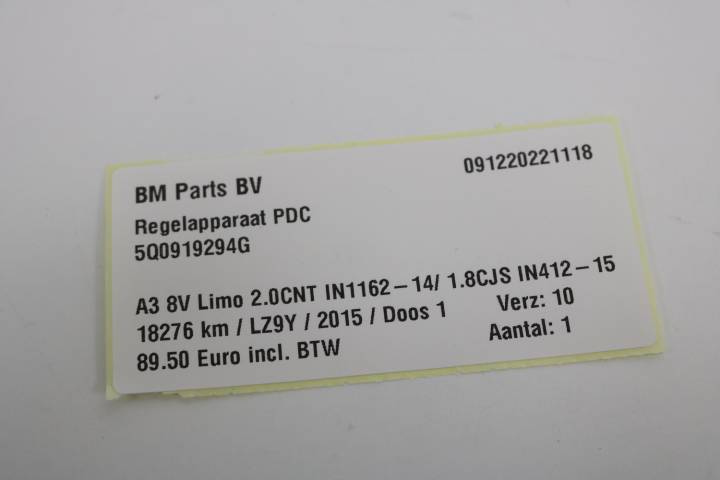 BM Parts BV 091220221118
Regelapparaat PDC
5Q0919294G
A3 8V Limo 2.0CNT IN1162-14/ 1.8CJS IN412-15
18276 km / LZ9Y / 2015 / Doos 1 Verz: 10
89.50 Euro incl. BTW Aantal: 1